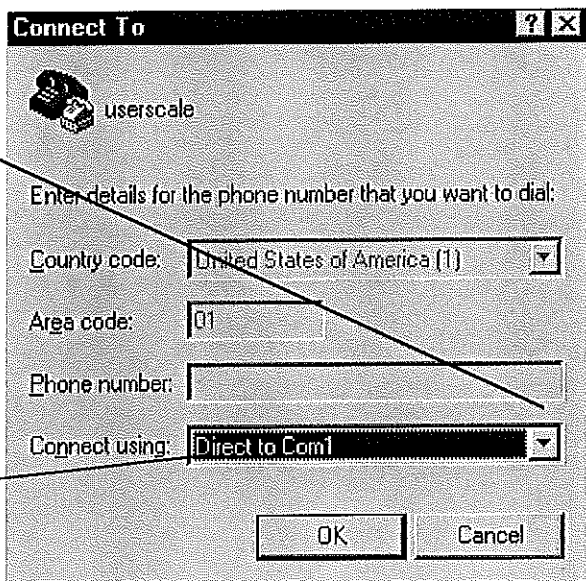 Connect To
userscale
Enter details for the phone number that you want to dial:
Country code: United States of America (1)
Area code: 01
Phone number:
Connect using: Direct to Com1
OK Cancel